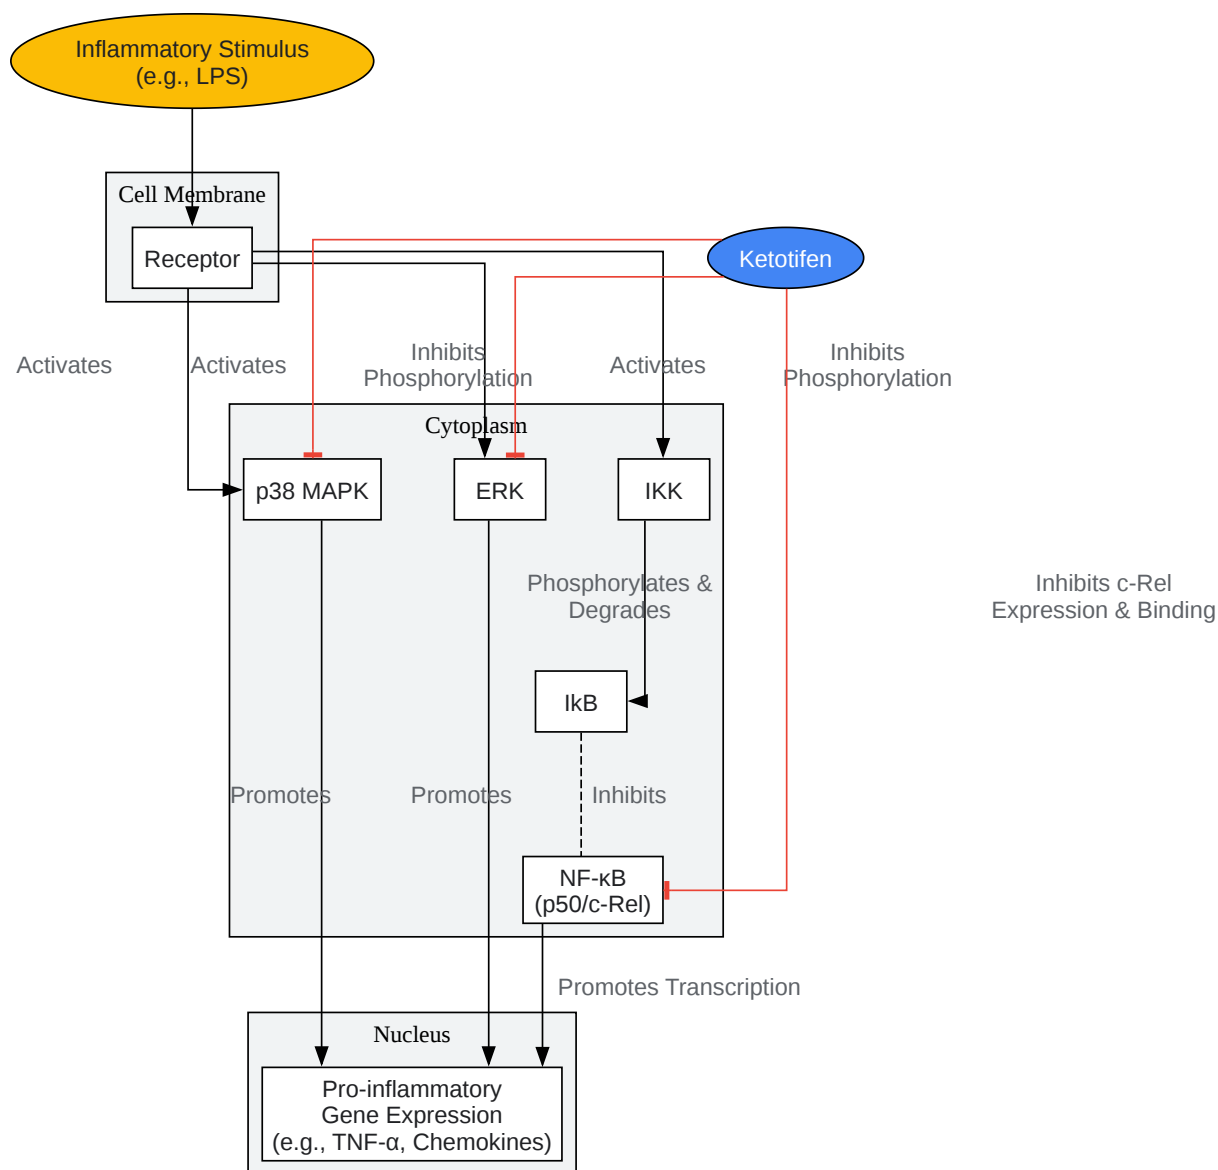 Inflammatory Stimulus
(e.g., LPS)
Cell Membrane
Receptor
Ketotifen
Activates
Activates
Inhibits
Phosphorylation
Activates
Inhibits
Phosphorylation
Cytoplasm
p38 MAPK
ERK
IKK
Phosphorylates &
Degrades
Inhibits c-Rel
Expression & Binding
IkB
Promotes
Promotes
Inhibits
NF-κB
(p50/c-Rel)
Promotes Transcription
Nucleus
Pro-inflammatory
Gene Expression
(e.g., TNF-α, Chemokines)